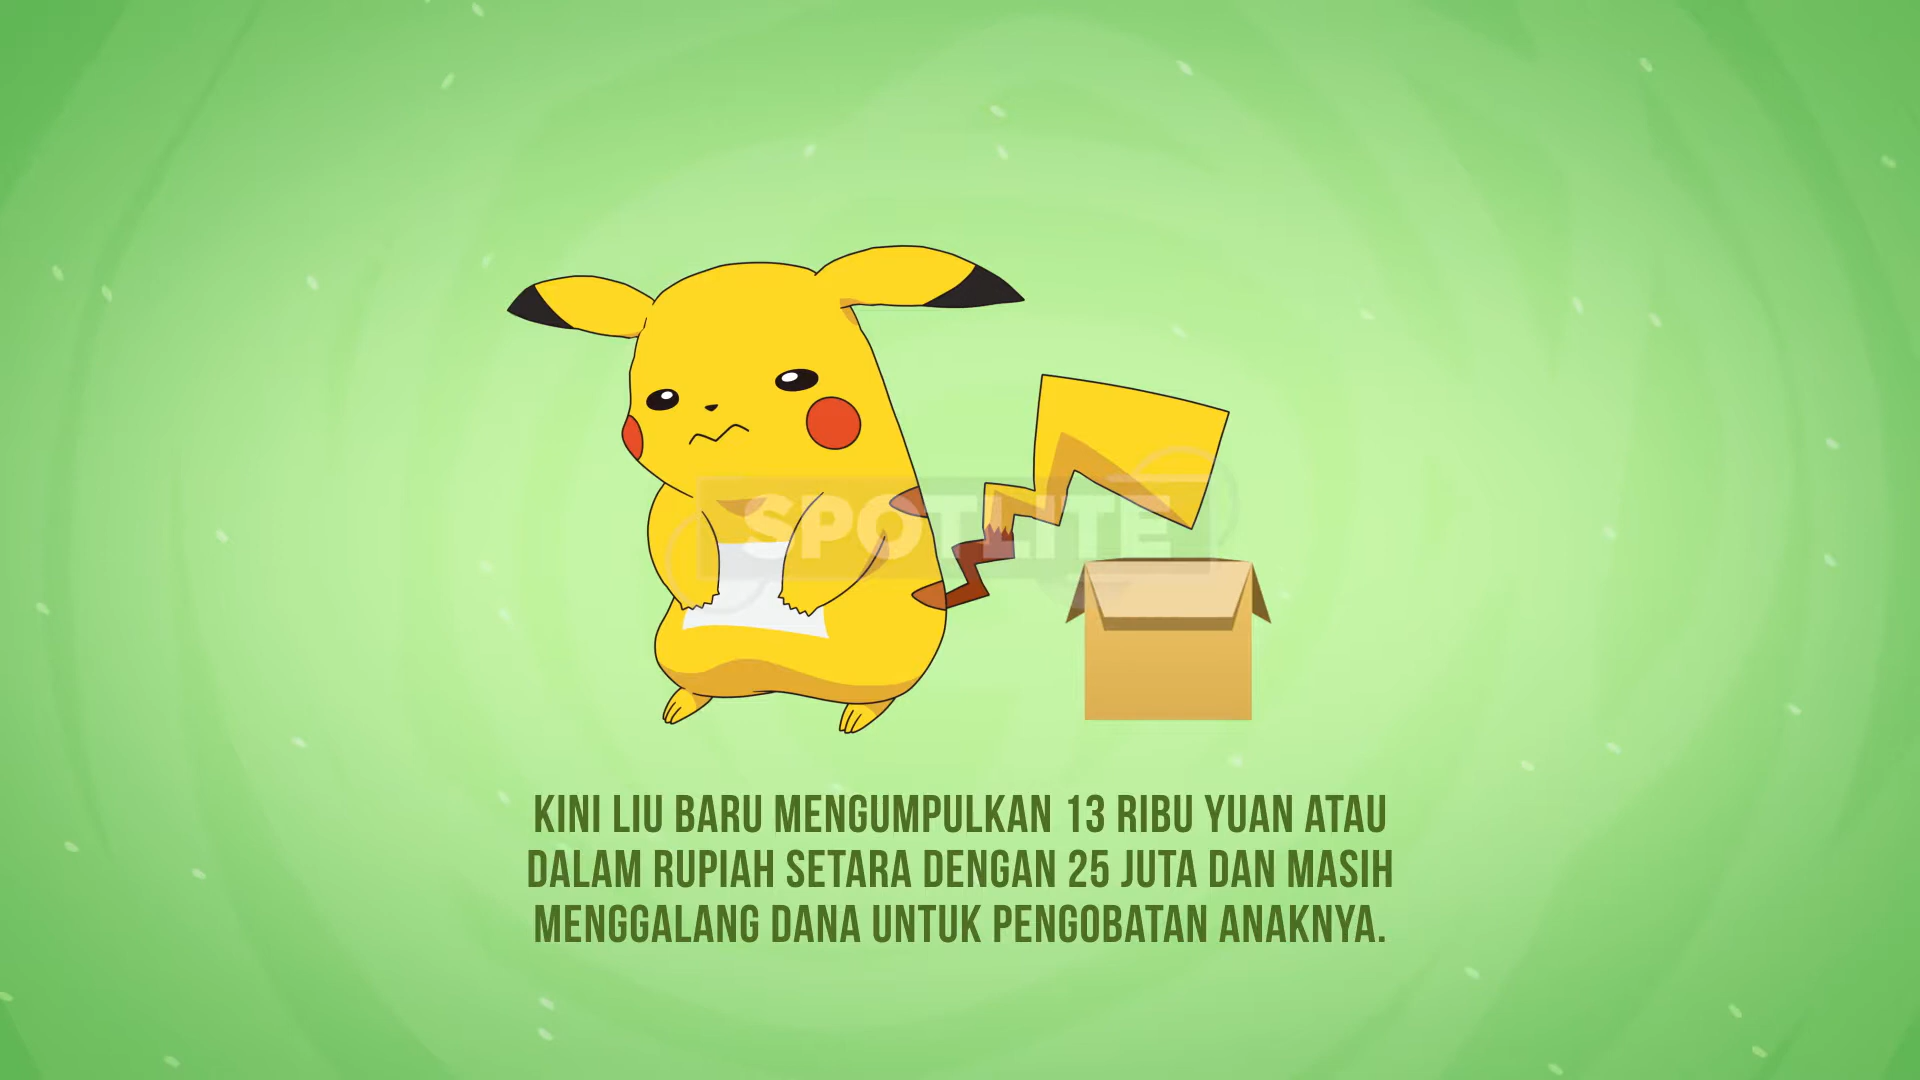 SPOTLITE
KINI LIU BARU MENGUMPULKAN 13 RIBU YUAN ATAU
DALAM RUPIAH SETARA DENGAN 25 JUTA DAN MASIH
MENGGALANG DANA UNTUK PENGOBATAN ANAKNYA.